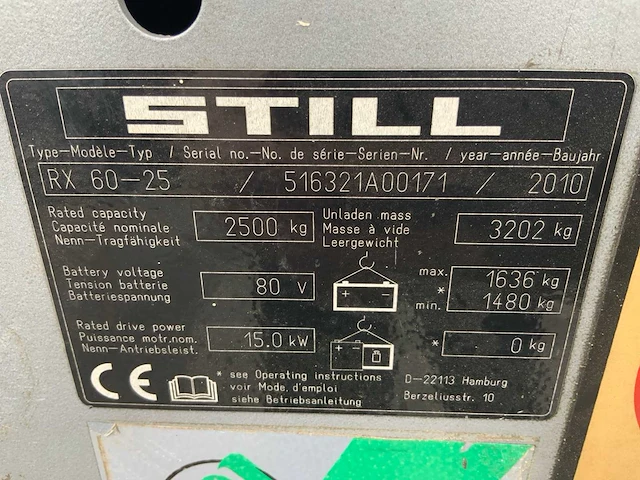 STILL
Type-Modèle-Typ / Serial no.-No. de série-Serien-Nr. / year-année-Baujahr
RX 60-25 / 516321A00171 / 2010
Rated capacity
Capacité nominale
Nenn-Tragfähigkeit
2500 kg
Unladen mass
Masse à vide
Leergewicht
3202 kg
Battery voltage
Tension batterie
Batteriespannung
80 V
+ -
max. 1636 kg
*
min. 1480 kg
Rated drive power
Puissance motr.nom.
Nenn-Antriebsleist.
15.0 kW
+ -
* 0 kg
CE
* see Operating instructions
voir Mode d'emploi
siehe Betriebsanleitung
D-22113 Hamburg
Berzeliusstr. 10